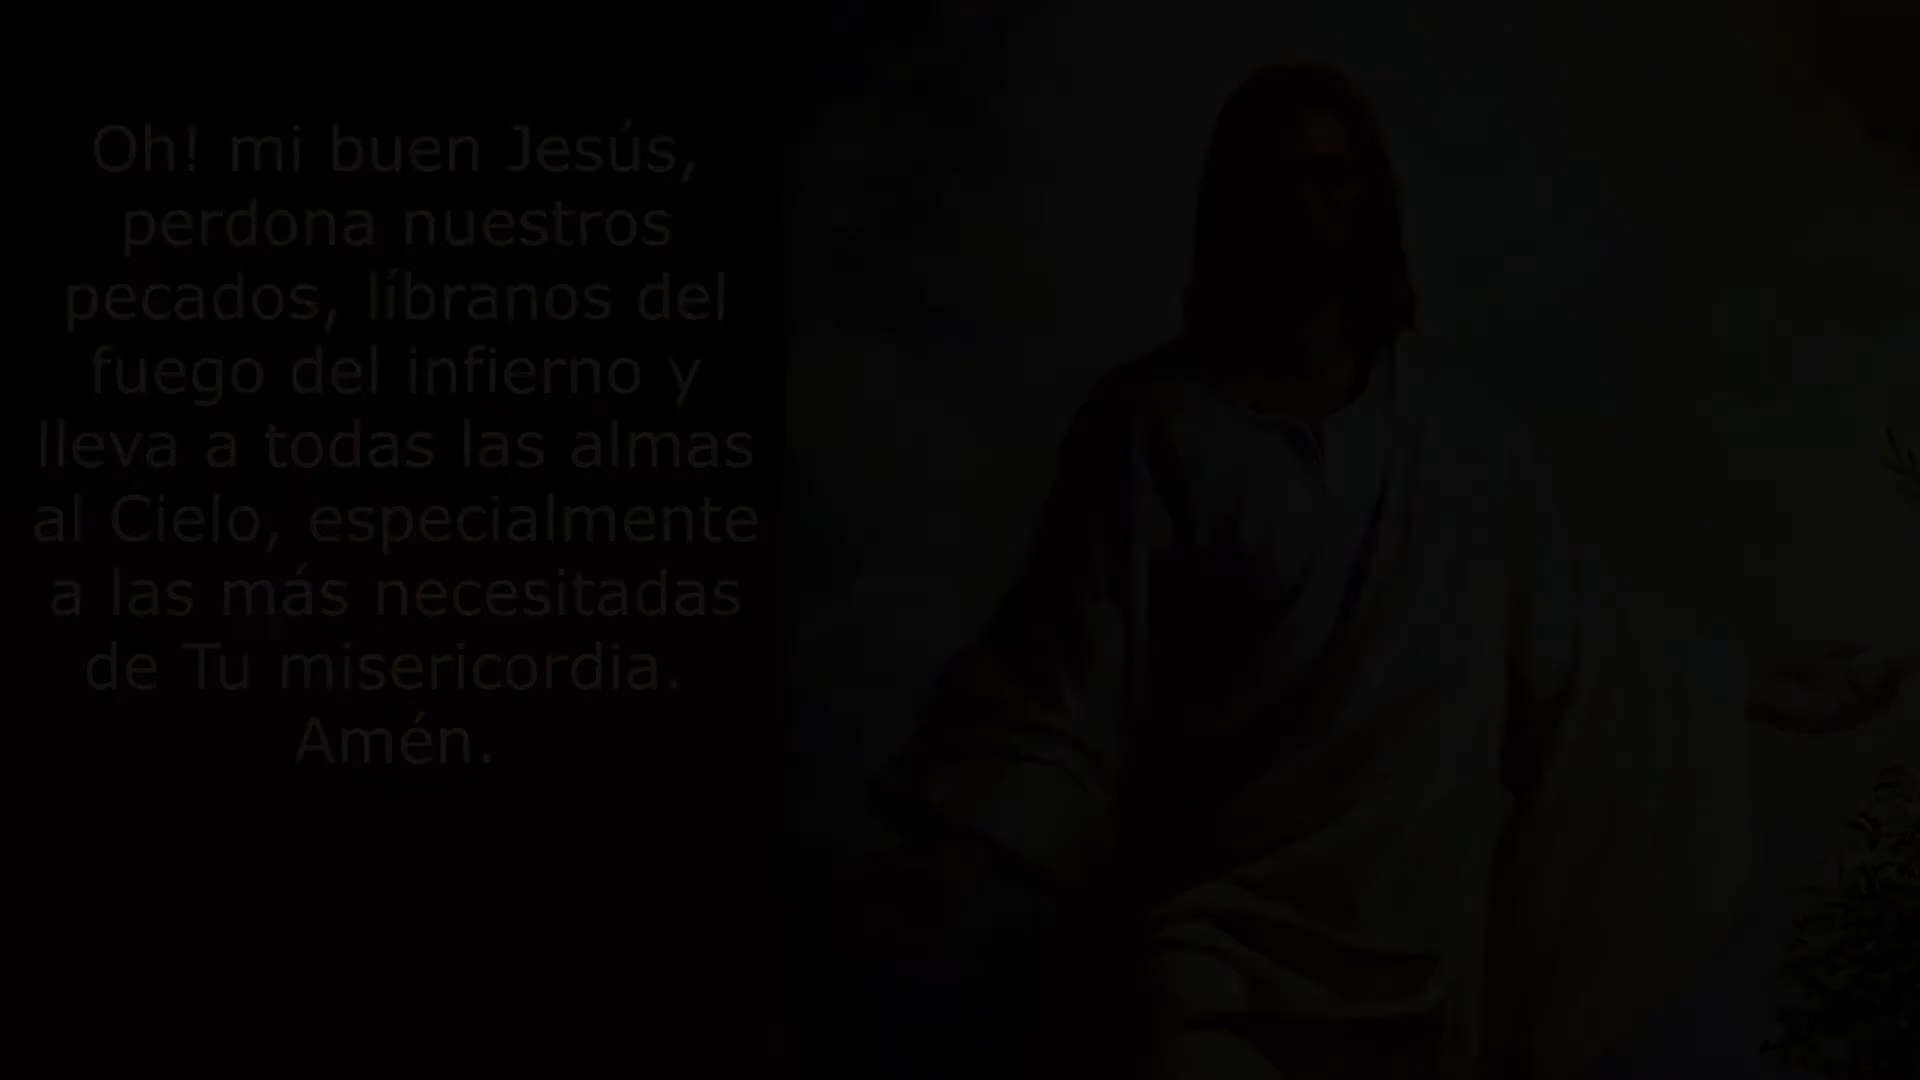 Oh! mi buen Jesús,
perdona nuestros
pecados, líbranos del
fuego del infierno y
lleva a todas las almas
al Cielo, especialmente
a las más necesitadas
de Tu misericordia.
Amén.